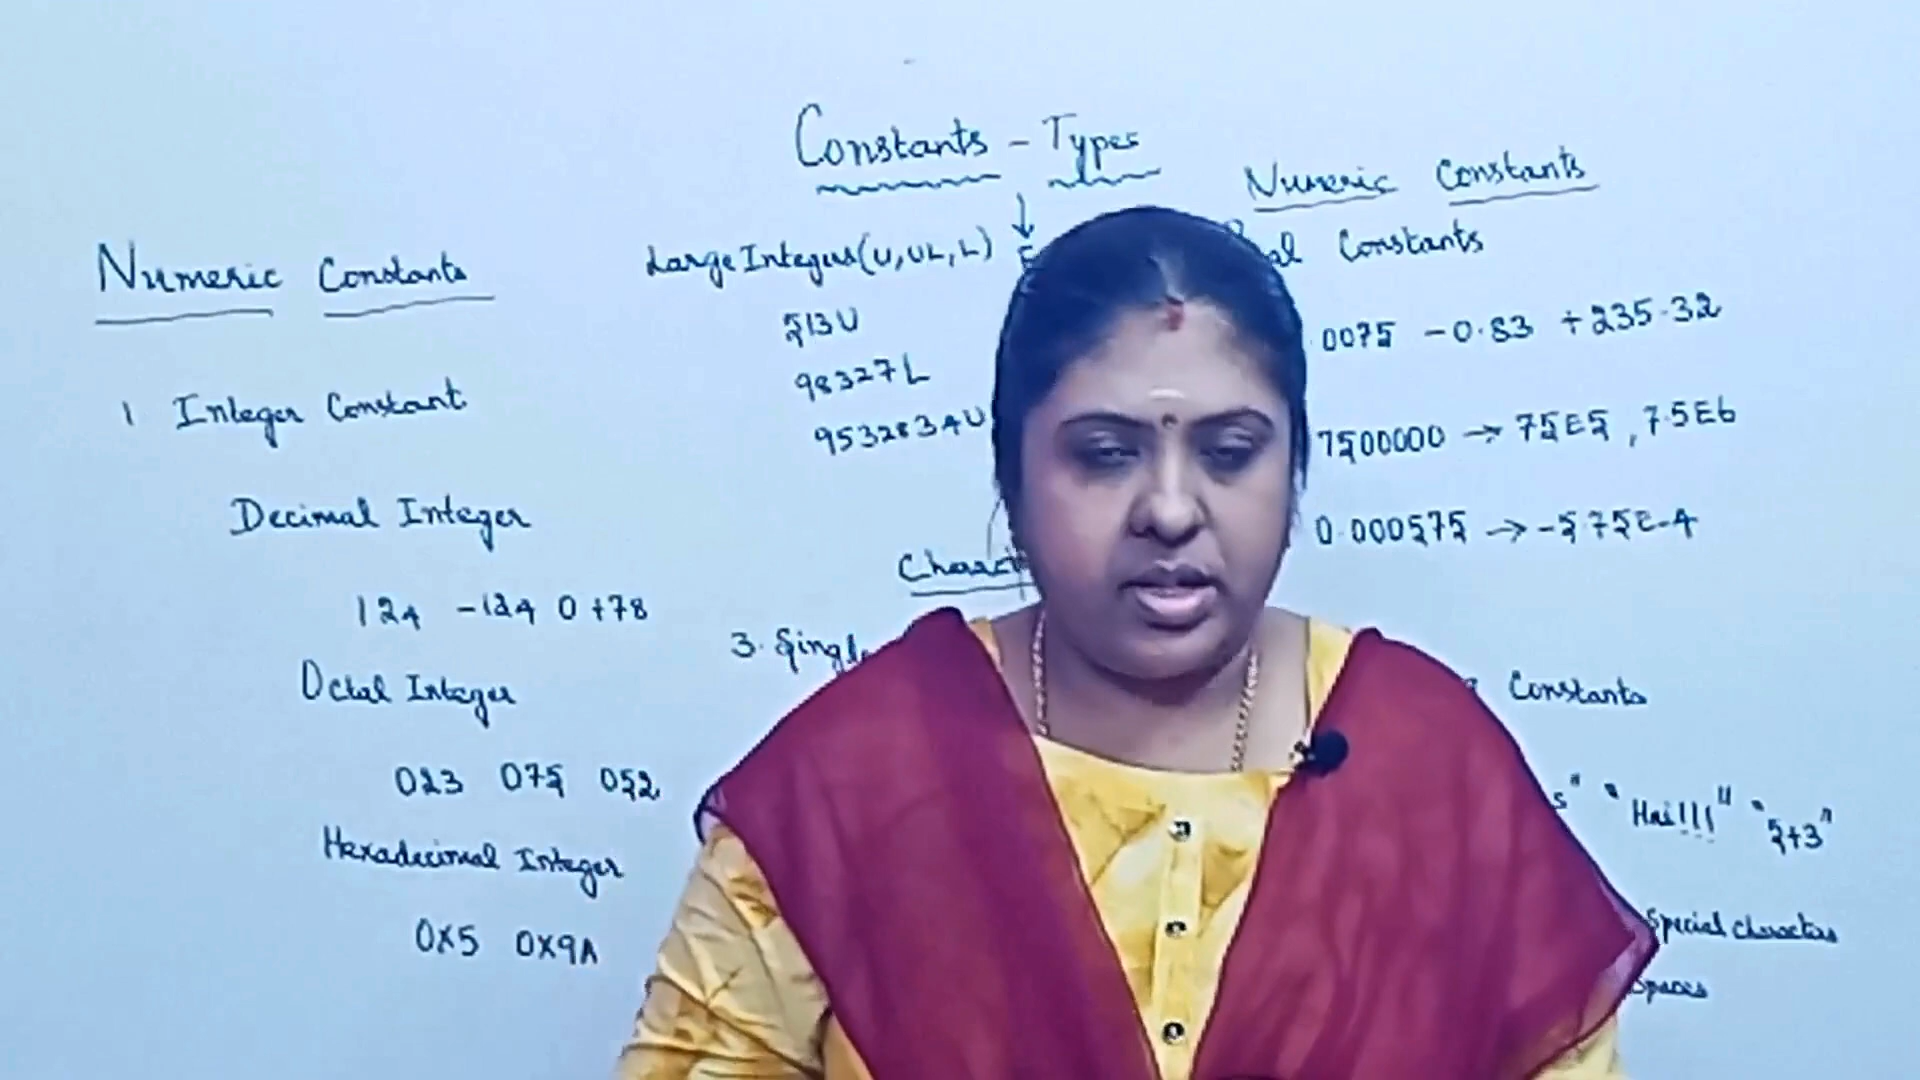 Constants - Types
Numeric Constants
1 Integer Constant
Decimal Integer
124 -124 0 +78
Octal Integer
023 075 052
Hexadecimal Integer
0X5 0X9A
Large Integers(U, UL, L)
513U
98327L
9532834U
3. Single
Numeric Constants
Constants
.0075 -0.83 +235.32
7500000 → 75E5, 7.5E6
0.000575 → -5.75E-4
Constants
s" "Hai!!!" "5+3"
Special Characters
Spaces